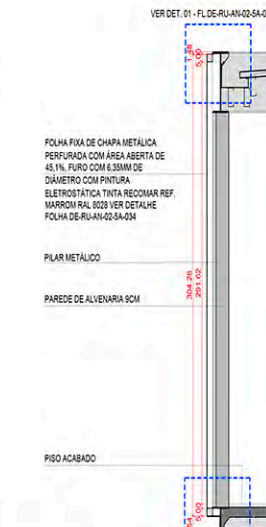 VER DET. 01 - FL.DE-RU-AN-02-5A-0
1,48
5,00
FOLHA FIXA DE CHAPA METÁLICA
PERFURADA COM ÁREA ABERTA DE
45,1%, FURO COM 6,35MM DE
DIÂMETRO COM PINTURA
ELETROSTÁTICA TINTA RECOMAR REF.
MARROM RAL 8028 VER DETALHE
FOLHA DE-RU-AN-02-5A-034
PILAR METÁLICO
304,26
291,62
PAREDE DE ALVENARIA 9CM
PISO ACABADO
5,00